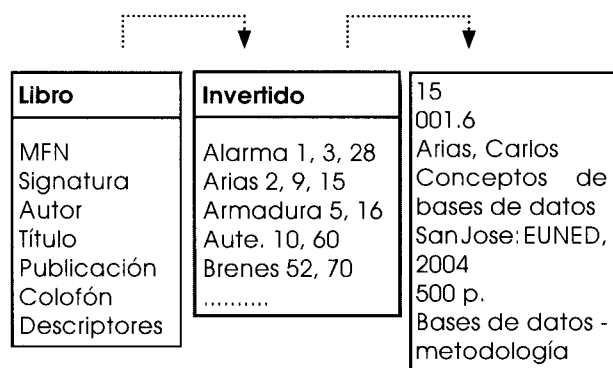 Libro
MFN
Signatura
Autor
Título
Publicación
Colofón
Descriptores
Invertido
Alarma 1, 3, 28
Arias 2, 9, 15
Armadura 5, 16
Aute. 10, 60
Brenes 52, 70
..........
15
001.6
Arias, Carlos
Conceptos de
bases de datos
SanJose: EUNED,
2004
500 p.
Bases de datos -
metodología